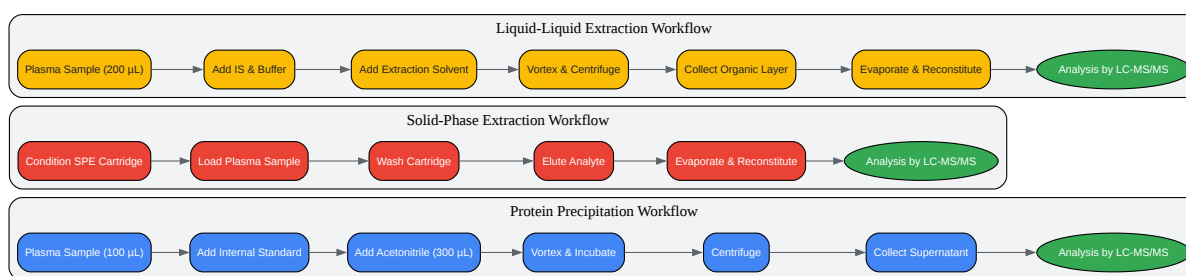 Liquid-Liquid Extraction Workflow
Plasma Sample (200 µL)
Add IS & Buffer
Add Extraction Solvent
Vortex & Centrifuge
Collect Organic Layer
Evaporate & Reconstitute
Analysis by LC-MS/MS
Solid-Phase Extraction Workflow
Condition SPE Cartridge
Load Plasma Sample
Wash Cartridge
Elute Analyte
Evaporate & Reconstitute
Analysis by LC-MS/MS
Protein Precipitation Workflow
Plasma Sample (100 µL)
Add Internal Standard
Add Acetonitrile (300 µL)
Vortex & Incubate
Centrifuge
Collect Supernatant
Analysis by LC-MS/MS